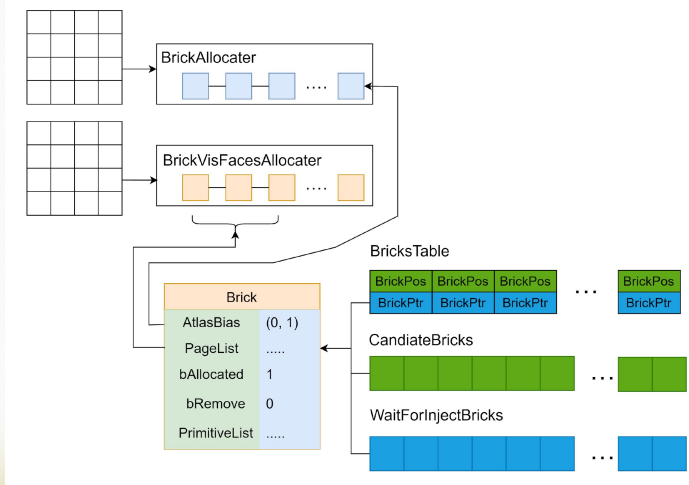 BrickAllocater
....
BrickVisFacesAllocater
....
BricksTable
BrickPos BrickPos BrickPos ... BrickPos
BrickPtr BrickPtr BrickPtr BrickPtr
Brick
AtlasBias (0, 1)
PageList .....
bAllocated 1
bRemove 0
PrimitiveList .....
CandiateBricks
...
WaitForInjectBricks
...